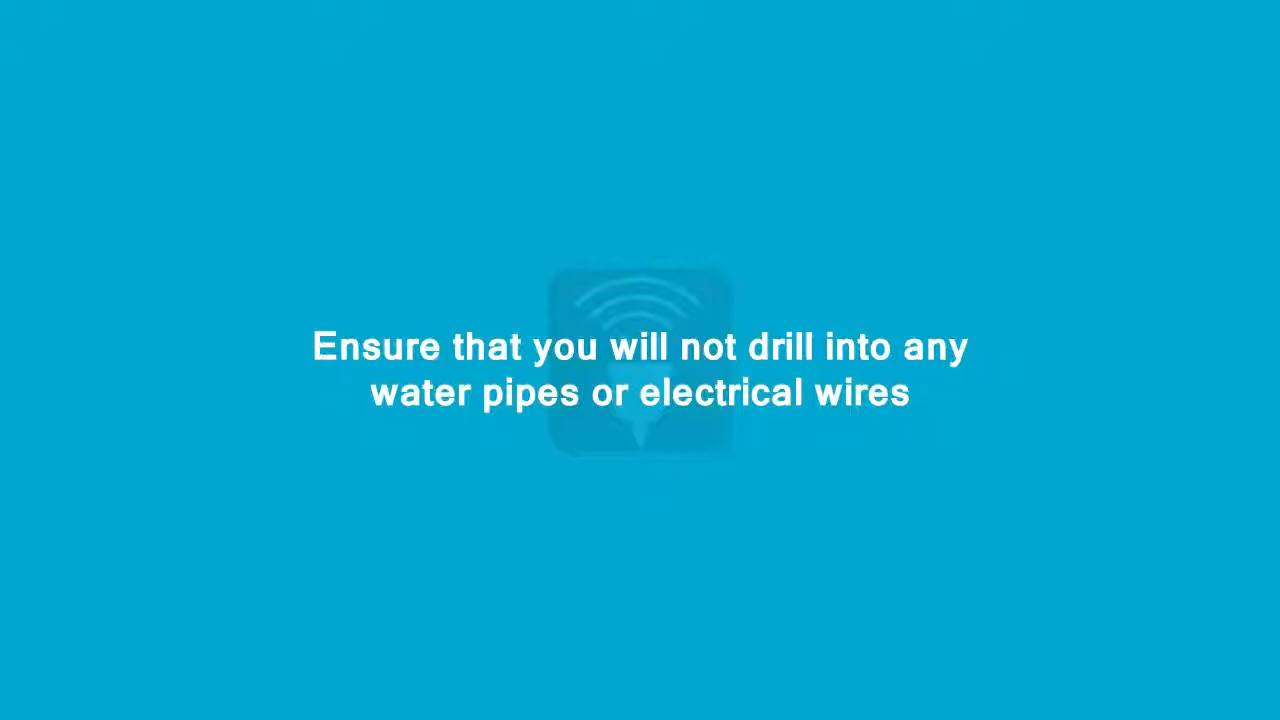 Ensure that you will not drill into any
water pipes or electrical wires